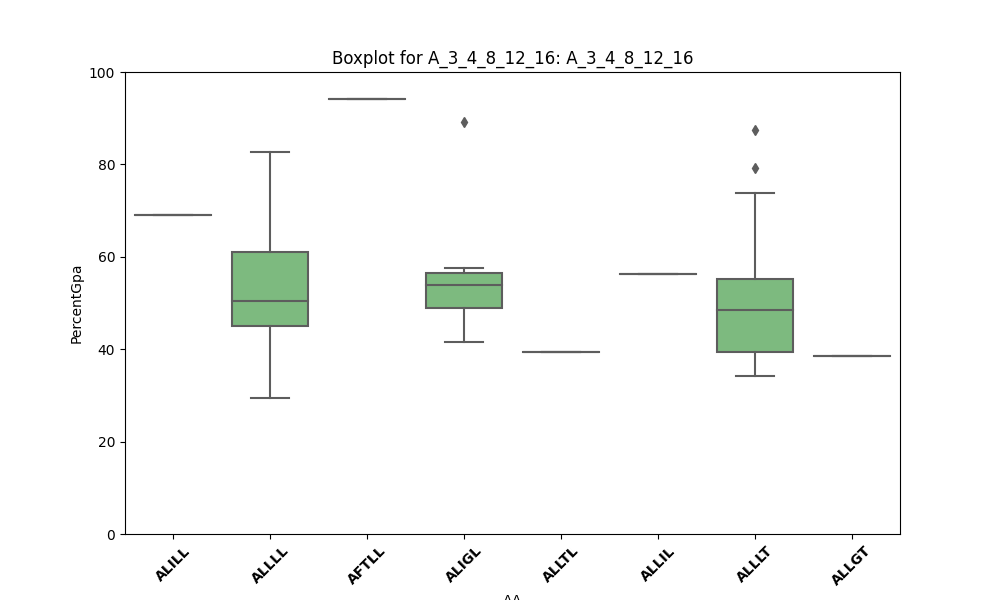 Boxplot for A_3_4_8_12_16: A_3_4_8_12_16
100
80
60
40
20
0
PercentGpa
ALILL
ALLLL
AFTLL
ALIGL
ALLTL
ALLIL
ALLLT
ALLGT
AA